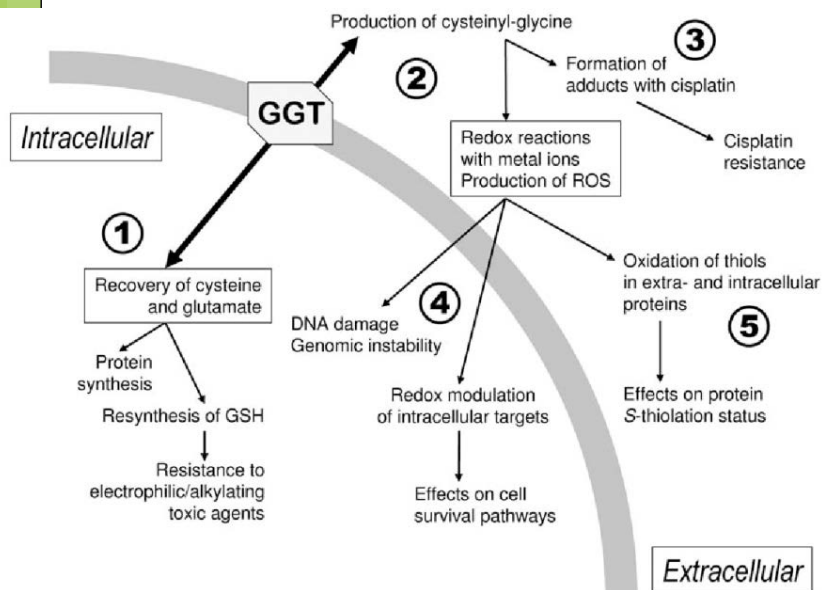 Production of cysteinyl-glycine
3
Formation of
adducts with cisplatin
2
GGT
Intracellular
Redox reactions
with metal ions
Production of ROS
Cisplatin
resistance
1
Recovery of cysteine
and glutamate
Oxidation of thiols
in extra- and intracellular
proteins
4
DNA damage
Genomic instability
5
Protein
synthesis
Redox modulation
of intracellular targets
Effects on protein
S-thiolation status
Resynthesis of GSH
Resistance to
electrophilic/alkylating
toxic agents
Effects on cell
survival pathways
Extracellular